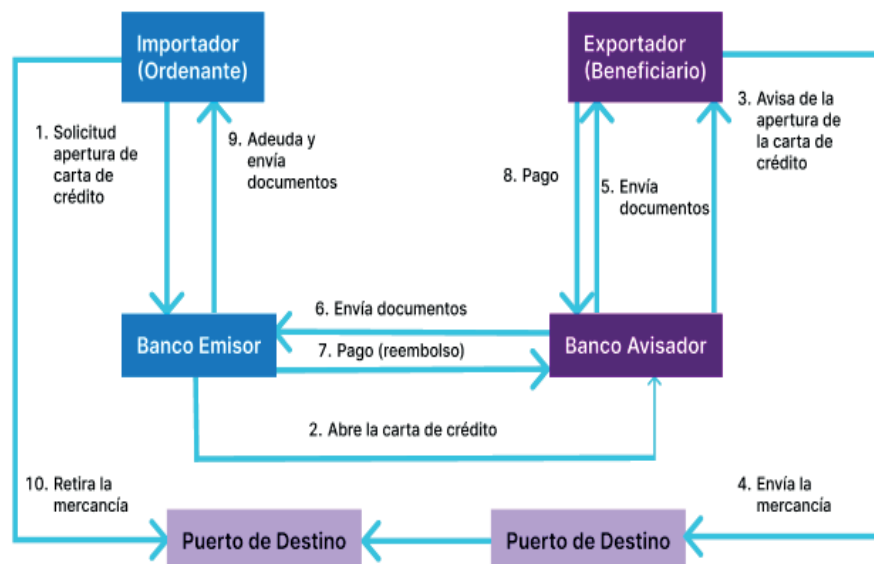 Importador
(Ordenante)
Exportador
(Beneficiario)
1. Solicitud
apertura de
carta de
crédito
9. Adeuda y
envía
documentos
8. Pago
5. Envía
documentos
3. Avisa de la
apertura de
la carta de
crédito
6. Envía documentos
Banco Emisor
7. Pago (reembolso)
Banco Avisador
2. Abre la carta de crédito
10. Retira la
mercancía
4. Envía la
mercancía
Puerto de Destino
Puerto de Destino